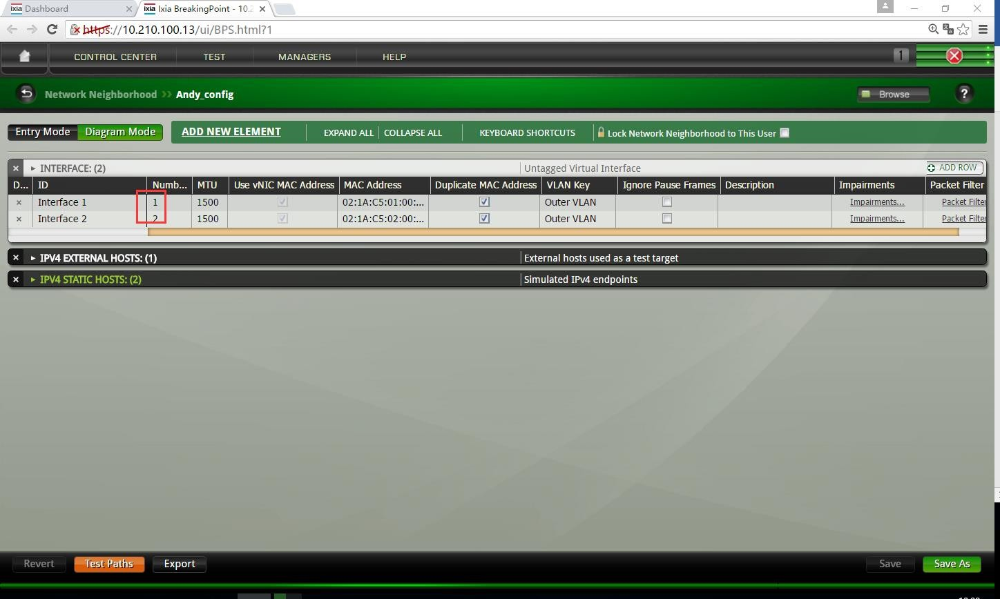 ixia Dashboard
ixia Ixia BreakingPoint - 10.2
https://10.210.100.13/ui/BPS.html?1
CONTROL CENTER TEST MANAGERS HELP 1
Network Neighborhood >> Andy_config Browse ?
Entry Mode Diagram Mode ADD NEW ELEMENT EXPAND ALL COLLAPSE ALL KEYBOARD SHORTCUTS Lock Network Neighborhood to This User
× ▸ INTERFACE: (2) Untagged Virtual Interface ADD ROW
D... ID Numb... MTU Use vNIC MAC Address MAC Address Duplicate MAC Address VLAN Key Ignore Pause Frames Description Impairments Packet Filter
× Interface 1 1 1500 02:1A:C5:01:00:... Outer VLAN Impairments... Packet Filter
× Interface 2 2 1500 02:1A:C5:02:00:... Outer VLAN Impairments... Packet Filter
× ▸ IPV4 EXTERNAL HOSTS: (1) External hosts used as a test target
× ▸ IPV4 STATIC HOSTS: (2) Simulated IPv4 endpoints
Revert Test Paths Export Save Save As